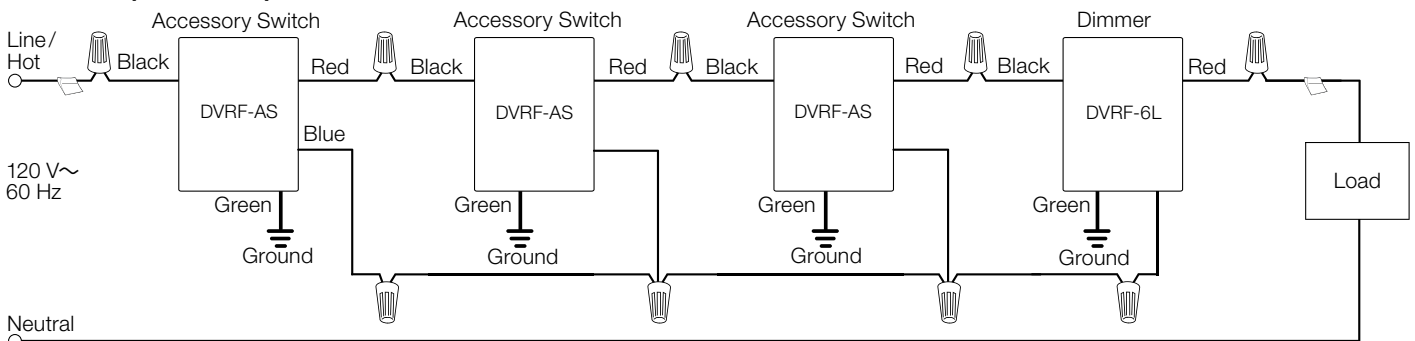 Accessory Switch
Accessory Switch
Accessory Switch
Dimmer
Line/
Hot
Black
Red
Black
Red
Black
Red
Black
Red
DVRF-AS
DVRF-AS
DVRF-AS
DVRF-6L
Blue
120 V~
60 Hz
Load
Green
Green
Green
Green
Ground
Ground
Ground
Ground
Neutral